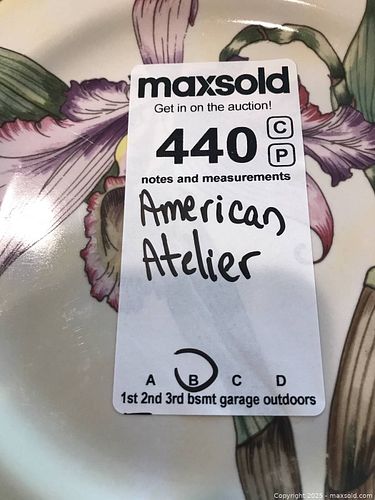 maxsold
Get in on the auction!
440 C
P
notes and measurements
American
Atelier
A B C D
1st 2nd 3rd bsmt garage outdoors
Copyright 2025 - maxsold.com